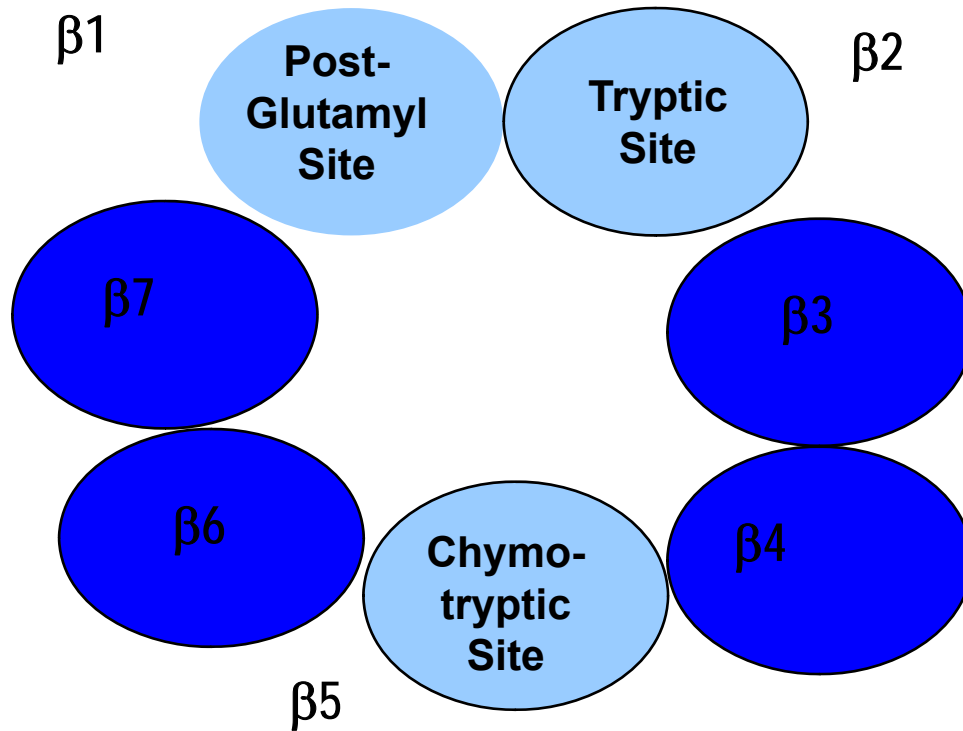 β1
Post-
Glutamyl
Site
Tryptic
Site
β2
β7
β3
β6
Chymo-
tryptic
Site
β4
β5